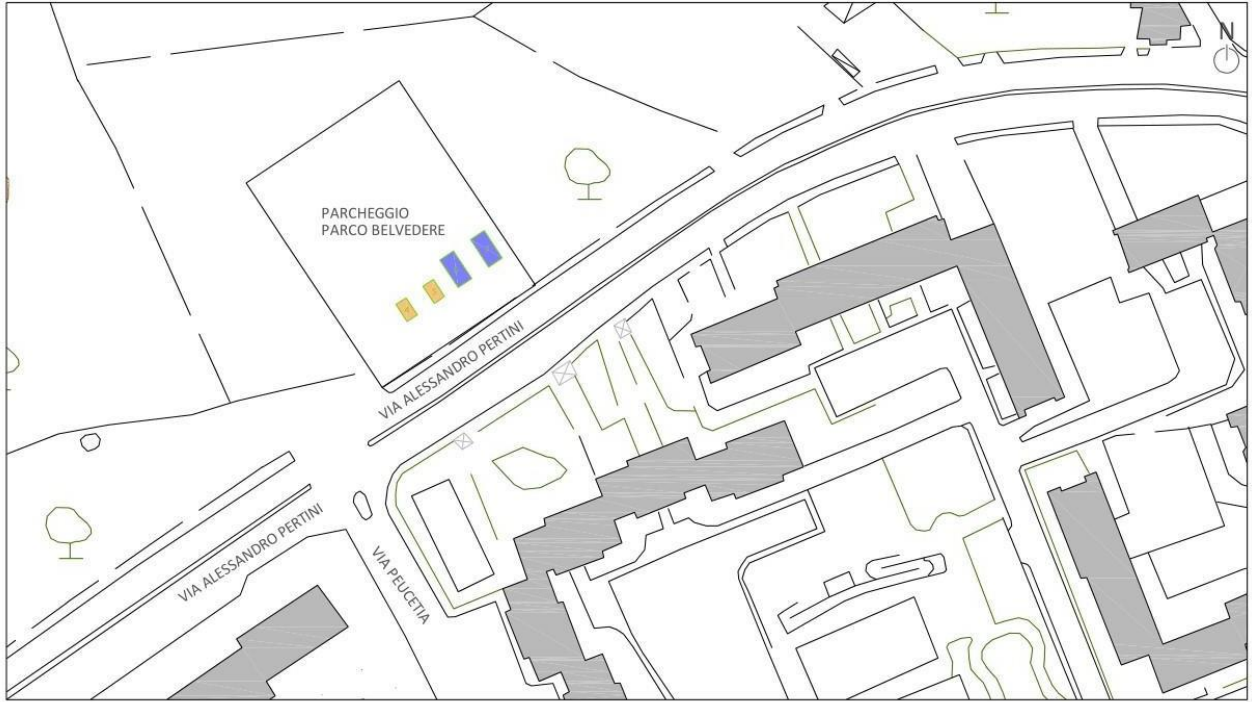 N
PARCHEGGIO
PARCO BELVEDERE
VIA ALESSANDRO PERTINI
VIA ALESSANDRO PERTINI
VIA PEUCETIA